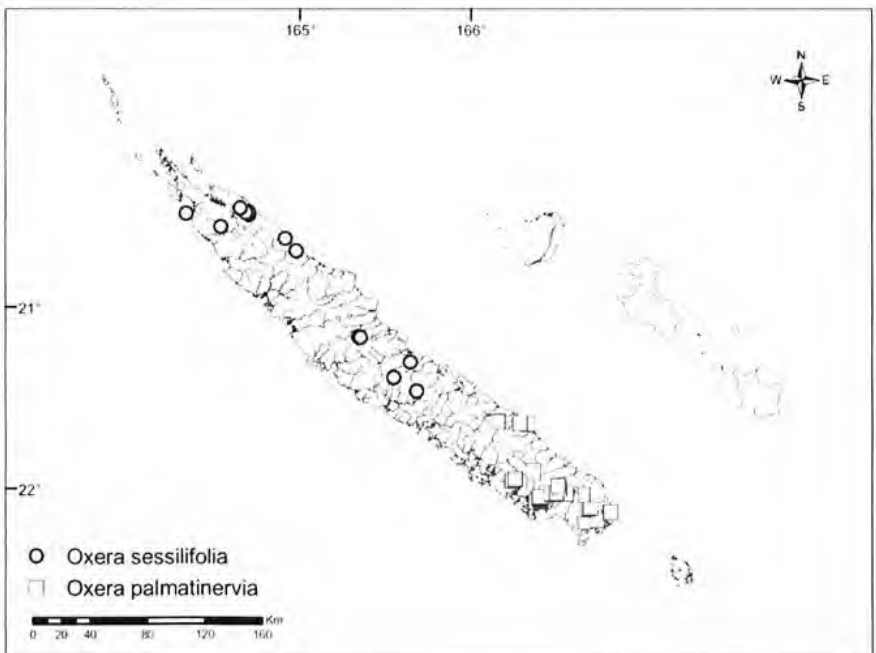 165° 166°
N
W E
S
21°
22°
Oxera sessilifolia
Oxera palmatinervia
Km
0 20 40 80 120 160